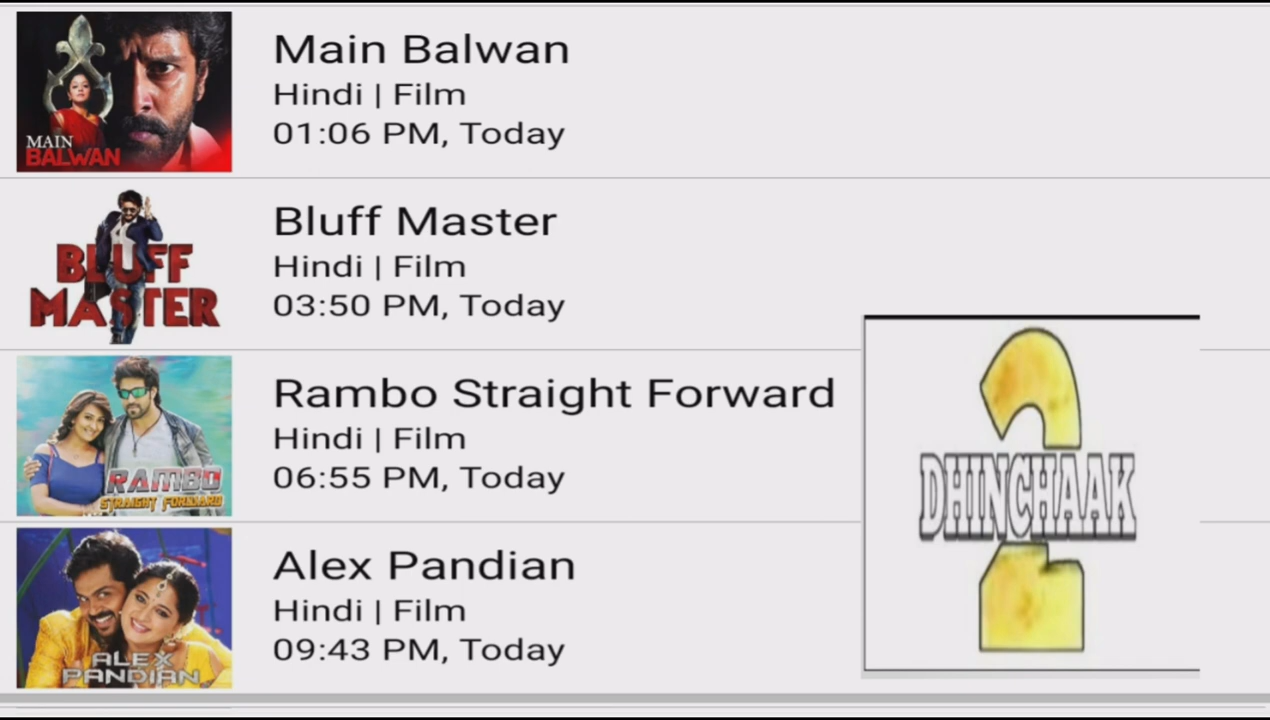 Main Balwan
Hindi | Film
01:06 PM, Today
MAIN
BALWAN
Bluff Master
Hindi | Film
03:50 PM, Today
BLUFF
MASTER
Rambo Straight Forward
Hindi | Film
06:55 PM, Today
RAMBO
STRAIGHT FORWARD
Alex Pandian
Hindi | Film
09:43 PM, Today
ALEX
PANDIAN
2
DHINCHAAK